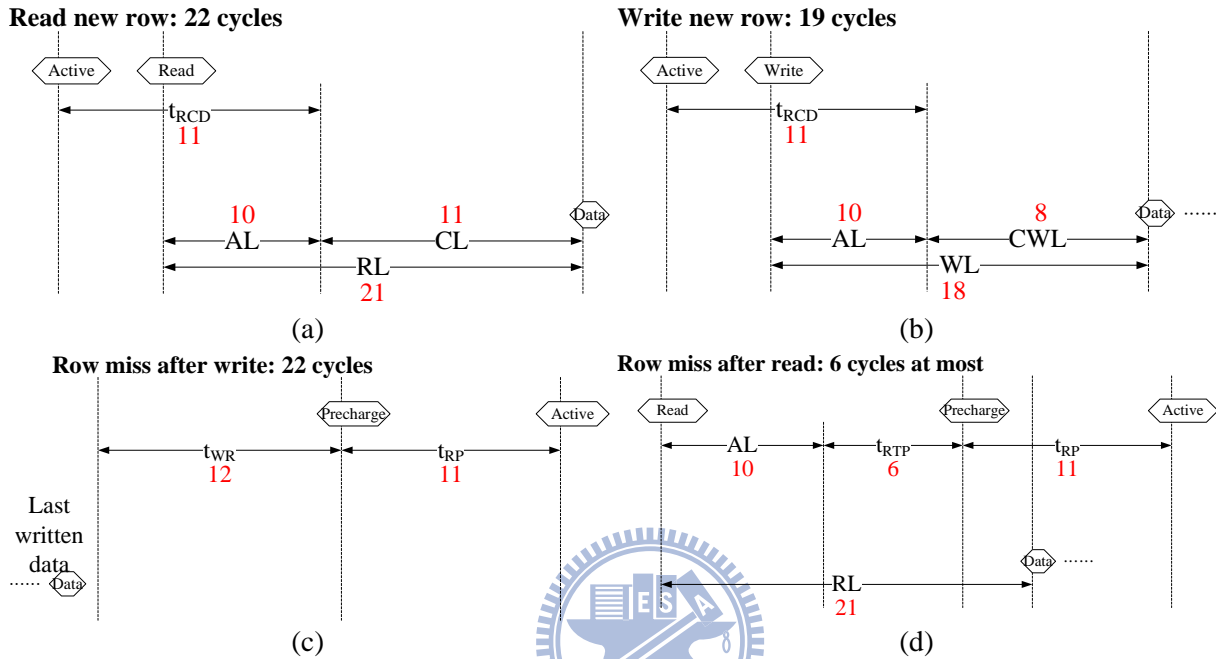 Read new row: 22 cycles
Active
Read
tRCD
11
10
11
Data
AL
CL
RL
21
(a)
Write new row: 19 cycles
Active
Write
tRCD
11
10
8
Data ......
AL
CWL
WL
18
(b)
Row miss after write: 22 cycles
Precharge
Active
tWR
tRP
12
11
Last
written
data
...... Data
(c)
Row miss after read: 6 cycles at most
Read
Precharge
Active
AL
tRTP
tRP
10
6
11
Data ......
RL
21
(d)
E S A
8